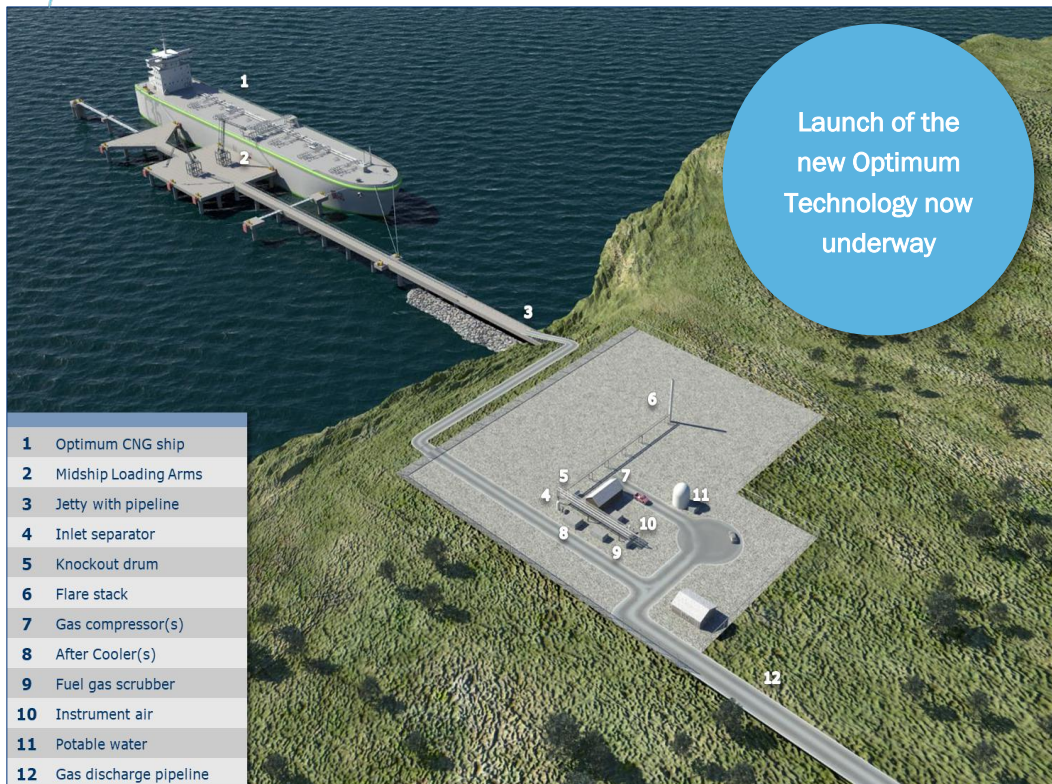 Launch of the
new Optimum
Technology now
underway
1
2
3
6
5
7
4
11
10
8
9
12
1 Optimum CNG ship
2 Midship Loading Arms
3 Jetty with pipeline
4 Inlet separator
5 Knockout drum
6 Flare stack
7 Gas compressor(s)
8 After Cooler(s)
9 Fuel gas scrubber
10 Instrument air
11 Potable water
12 Gas discharge pipeline